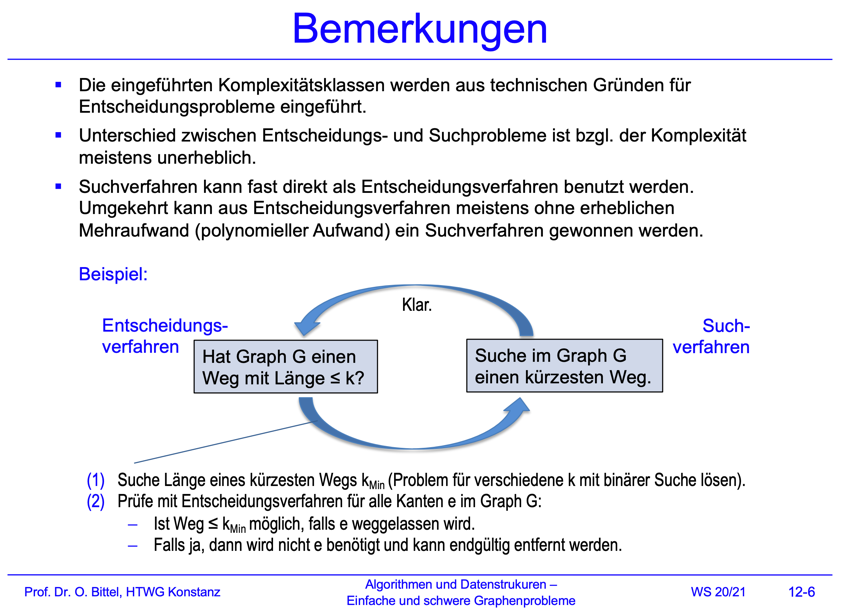 Bemerkungen
▪ Die eingeführten Komplexitätsklassen werden aus technischen Gründen für
Entscheidungsprobleme eingeführt.
▪ Unterschied zwischen Entscheidungs- und Suchprobleme ist bzgl. der Komplexität
meistens unerheblich.
▪ Suchverfahren kann fast direkt als Entscheidungsverfahren benutzt werden.
Umgekehrt kann aus Entscheidungsverfahren meistens ohne erheblichen
Mehraufwand (polynomieller Aufwand) ein Suchverfahren gewonnen werden.
Beispiel:
Klar.
Entscheidungs-
verfahren
Hat Graph G einen
Weg mit Länge ≤ k?
Suche im Graph G
einen kürzesten Weg.
Such-
verfahren
(1) Suche Länge eines kürzesten Wegs kMin (Problem für verschiedene k mit binärer Suche lösen).
(2) Prüfe mit Entscheidungsverfahren für alle Kanten e im Graph G:
– Ist Weg ≤ kMin möglich, falls e weggelassen wird.
– Falls ja, dann wird nicht e benötigt und kann endgültig entfernt werden.
Prof. Dr. O. Bittel, HTWG Konstanz
Algorithmen und Datenstrukuren –
Einfache und schwere Graphenprobleme
WS 20/21
12-6